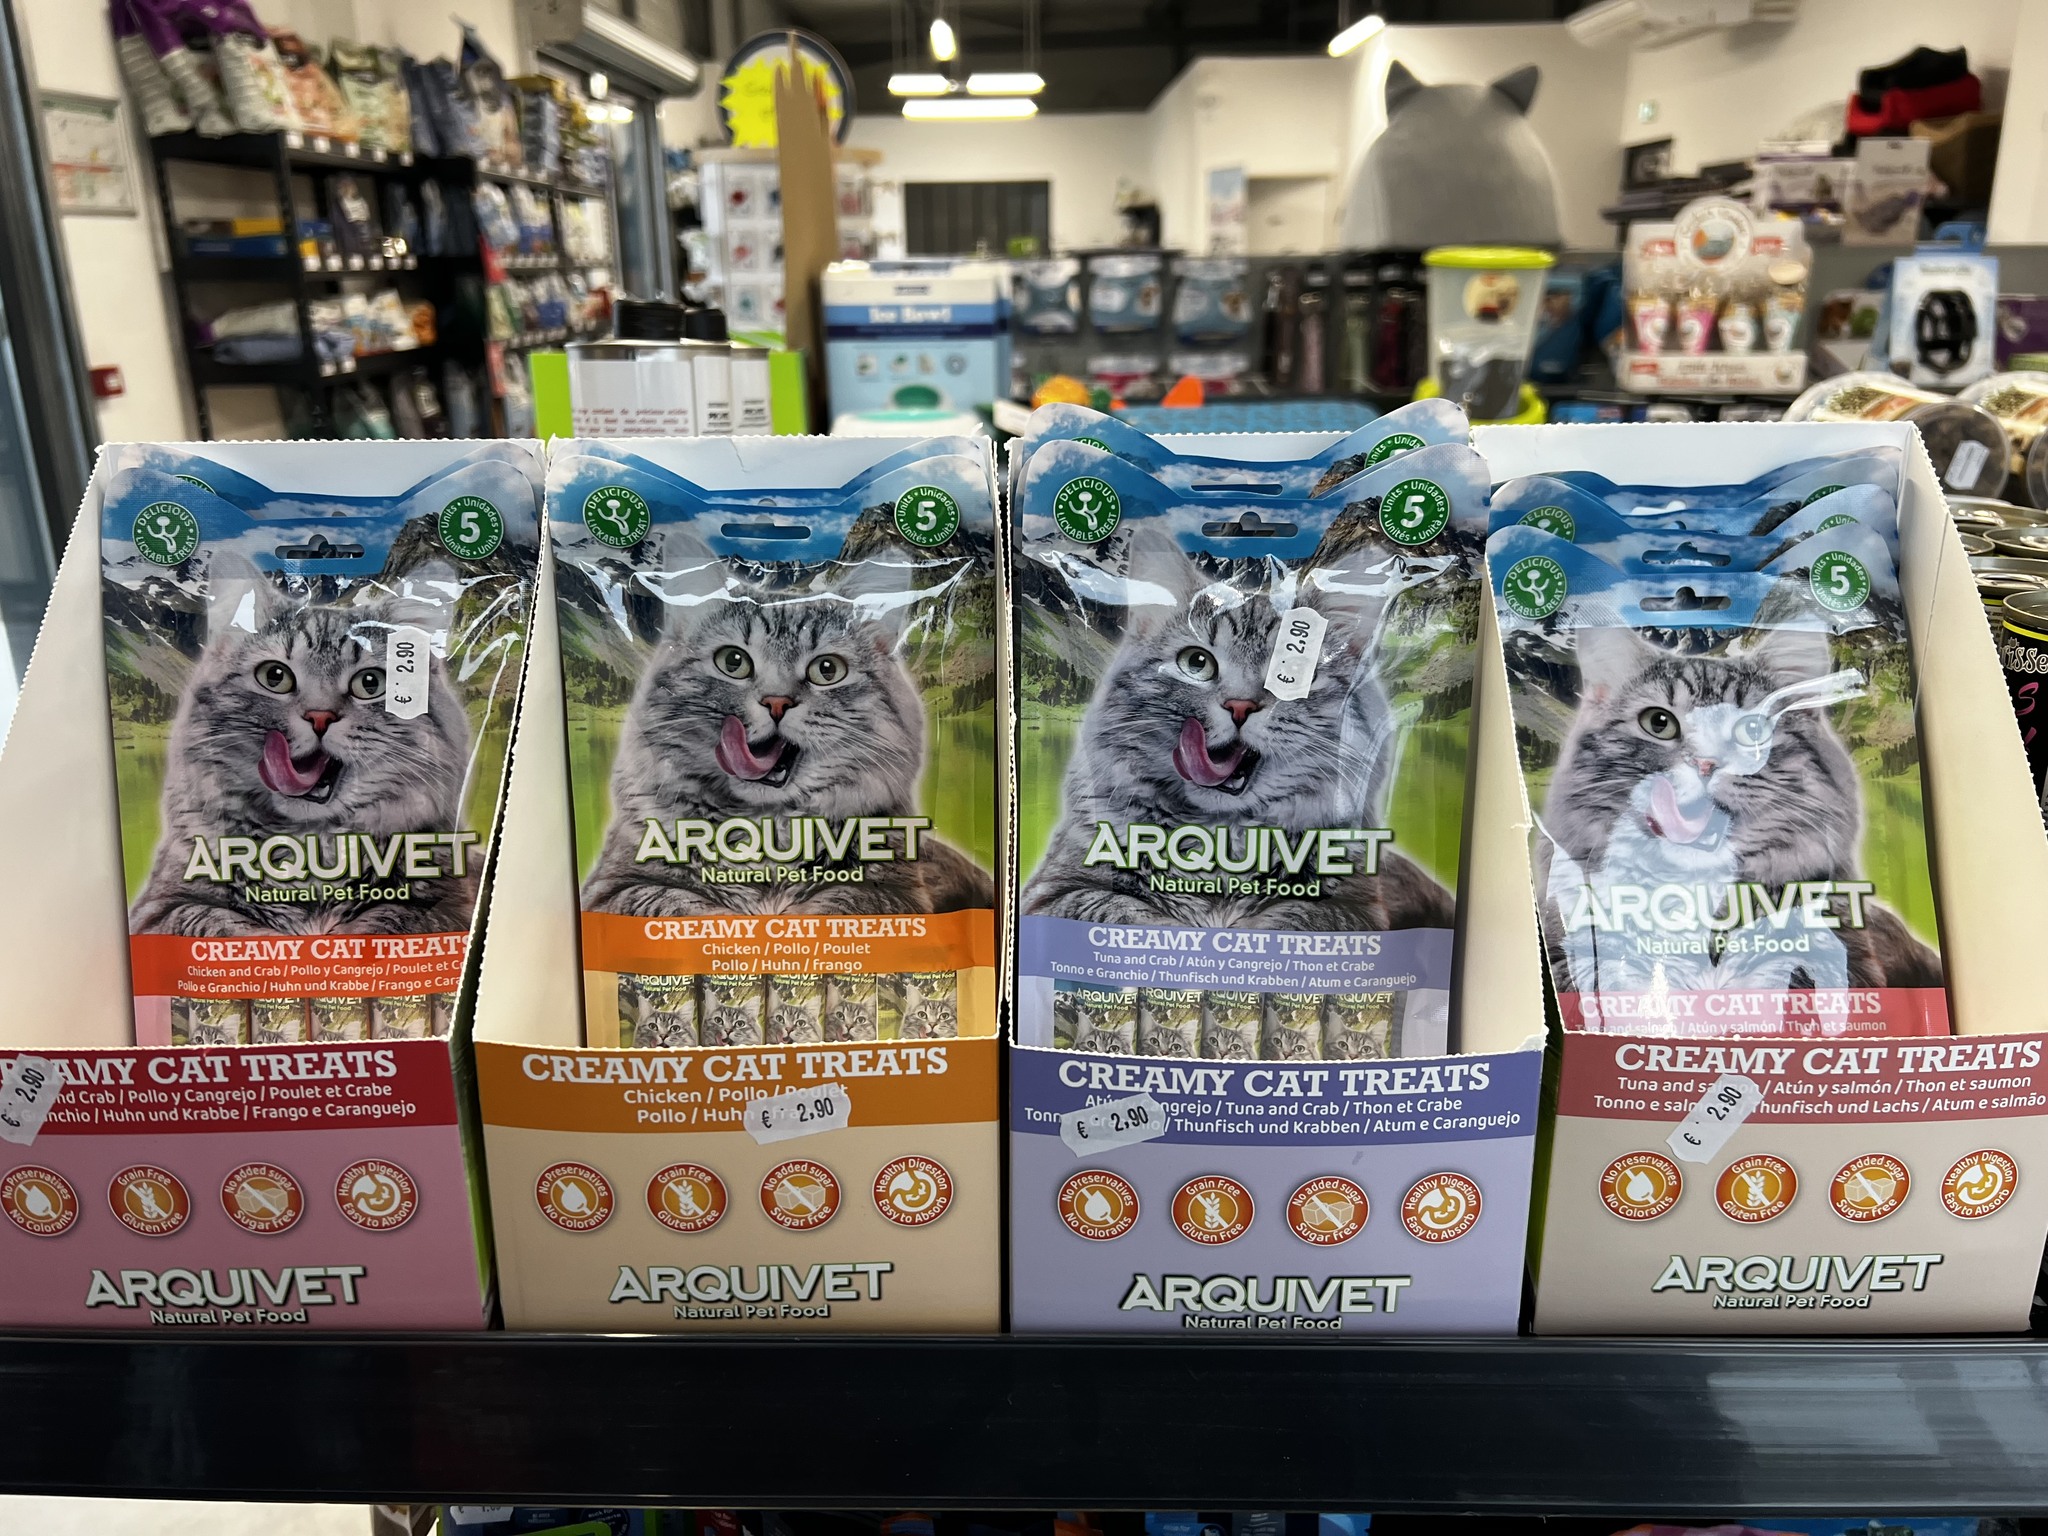 Ice Bowl
DELICIOUS
LICKABLE TREAT
Units • Unidades
5
Unités • Unità
€ 2,90
ARQUIVET
Natural Pet Food
CREAMY CAT TREATS
Chicken and Crab / Pollo y Cangrejo / Poulet et
Pollo e Granchio / Huhn und Krabbe / Frango e
DELICIOUS
LICKABLE TREAT
Units • Unidades
5
Unités • Unità
ARQUIVET
Natural Pet Food
CREAMY CAT TREATS
Chicken / Pollo / Poulet
Pollo / Huhn / frango
DELICIOUS
LICKABLE TREAT
Units • Unidades
5
Unités • Unità
€ 2,90
ARQUIVET
Natural Pet Food
CREAMY CAT TREATS
Tuna and Crab / Atún y Cangrejo / Thon et Crabe
Tonno e Granchio / Thunfisch und Krabben / Atum e Caranguejo
DELICIOUS
LICKABLE TREAT
Units • Unidades
5
Unités • Unità
ARQUIVET
Natural Pet Food
CREAMY CAT TREATS
Tuna and salmon / Atún y salmón / Thon et saumon
CAT TREATS
€ 2,90
Crab / Pollo y Cangrejo / Poulet et Crabe
/ Huhn und Krabbe / Frango e Caranguejo
No Preservatives
No Colorants
Grain Free
Gluten Free
No added sugar
Sugar Free
Healthy Digestion
Easy to Absorb
ARQUIVET
Natural Pet Food
CREAMY CAT TREATS
Chicken / Pollo / Poulet
Pollo / Huhn
€ 2,90
No Preservatives
No Colorants
Grain Free
Gluten Free
No added sugar
Sugar Free
Healthy Digestion
Easy to Absorb
ARQUIVET
Natural Pet Food
CREAMY CAT TREATS
/ Tuna and Crab / Thon et Crabe
/ Thunfisch und Krabben / Atum e Caranguejo
€ 2,90
No Preservatives
No Colorants
Grain Free
Gluten Free
No added sugar
Sugar Free
Healthy Digestion
Easy to Absorb
ARQUIVET
Natural Pet Food
CREAMY CAT TREATS
Tuna and / Atún y salmón / Thon et saumon
Tonno e / Thunfisch und Lachs / Atum e salmão
€ 2,90
No Preservatives
No Colorants
Grain Free
Gluten Free
No added sugar
Sugar Free
Healthy Digestion
Easy to Absorb
ARQUIVET
Natural Pet Food